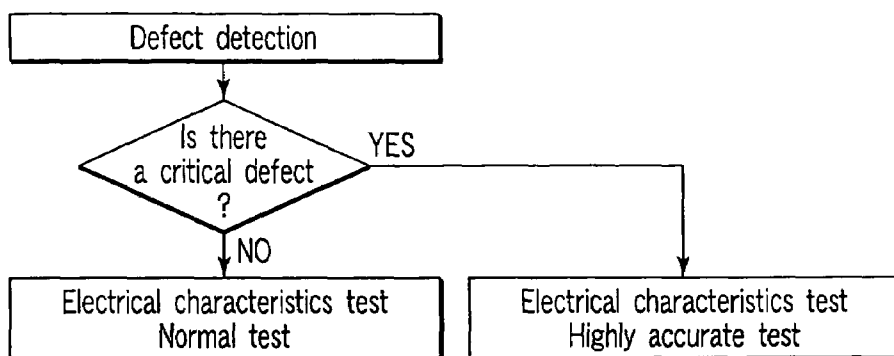 Defect detection
Is there
a critical defect
?
YES
NO
Electrical characteristics test
Normal test
Electrical characteristics test
Highly accurate test